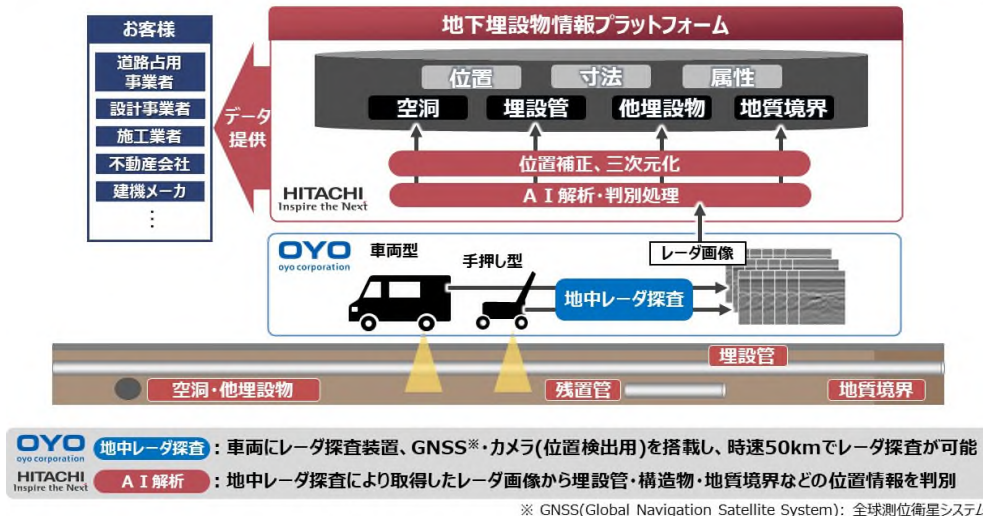 お客様
道路占用
事業者
設計事業者
施工業者
不動産会社
建機メーカ
⋮
データ
提供
地下埋設物情報プラットフォーム
位置 寸法 属性
空洞 埋設管 他埋設物 地質境界
位置補正、三次元化
AI解析・判別処理
HITACHI
Inspire the Next
レーダ画像
OYO
oyo corporation
車両型
手押し型
地中レーダ探査
埋設管
空洞・他埋設物
残置管
地質境界
OYO
oyo corporation
地中レーダ探査：車両にレーダ探査装置、GNSS※・カメラ(位置検出用)を搭載し、時速50kmでレーダ探査が可能
HITACHI
Inspire the Next
AI解析：地中レーダ探査により取得したレーダ画像から埋設管・構造物・地質境界などの位置情報を判別
※ GNSS(Global Navigation Satellite System): 全球測位衛星システム